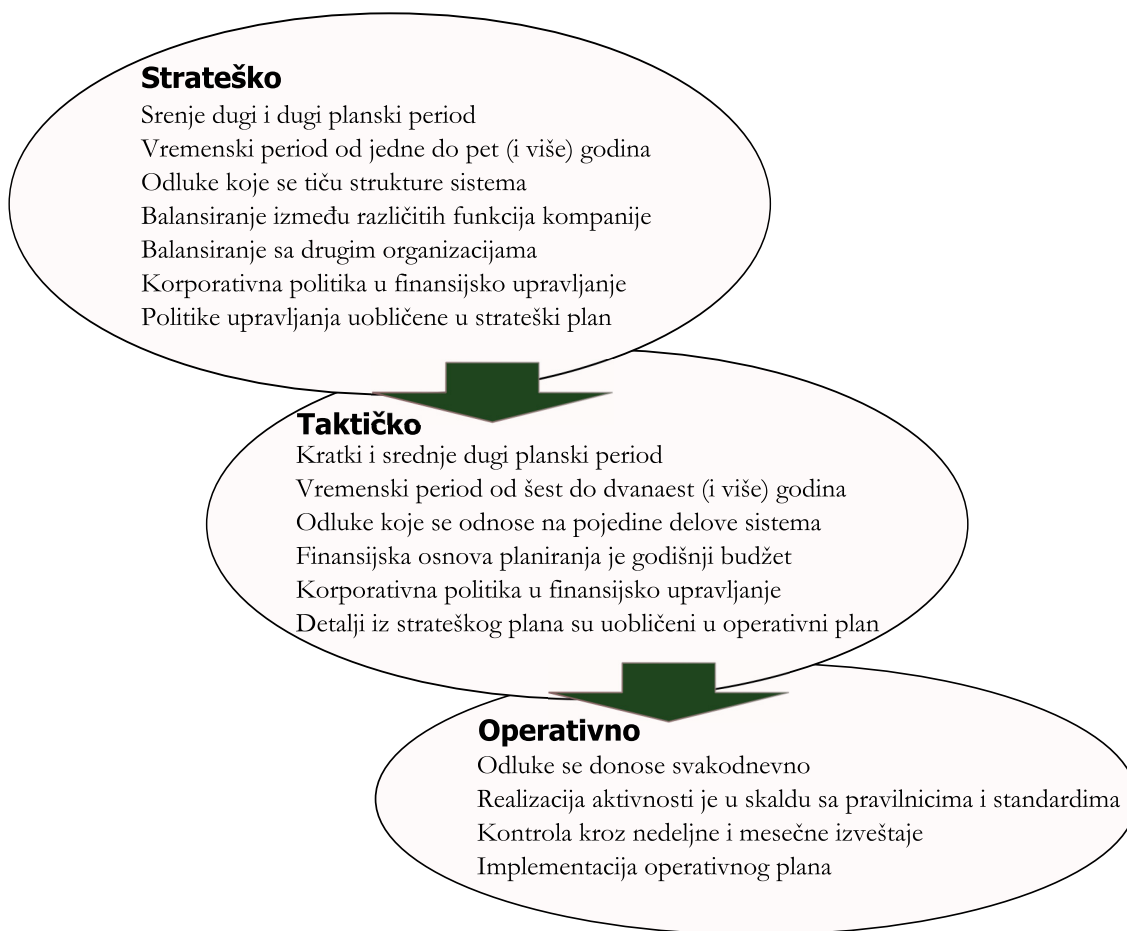 Strateško
Srenje dugi i dugi planski period
Vremenski period od jedne do pet (i više) godina
Odluke koje se tiču strukture sistema
Balansiranje između različitih funkcija kompanije
Balansiranje sa drugim organizacijama
Korporativna politika u finansijsko upravljanje
Politike upravljanja uobličene u strateški plan
Taktičko
Kratki i srednje dugi planski period
Vremenski period od šest do dvanaest (i više) godina
Odluke koje se odnose na pojedine delove sistema
Finansijska osnova planiranja je godišnji budžet
Korporativna politika u finansijsko upravljanje
Detalji iz strateškog plana su uobličeni u operativni plan
Operativno
Odluke se donose svakodnevno
Realizacija aktivnosti je u skaldu sa pravilnicima i standardima
Kontrola kroz nedeljne i mesečne izveštaje
Implementacija operativnog plana